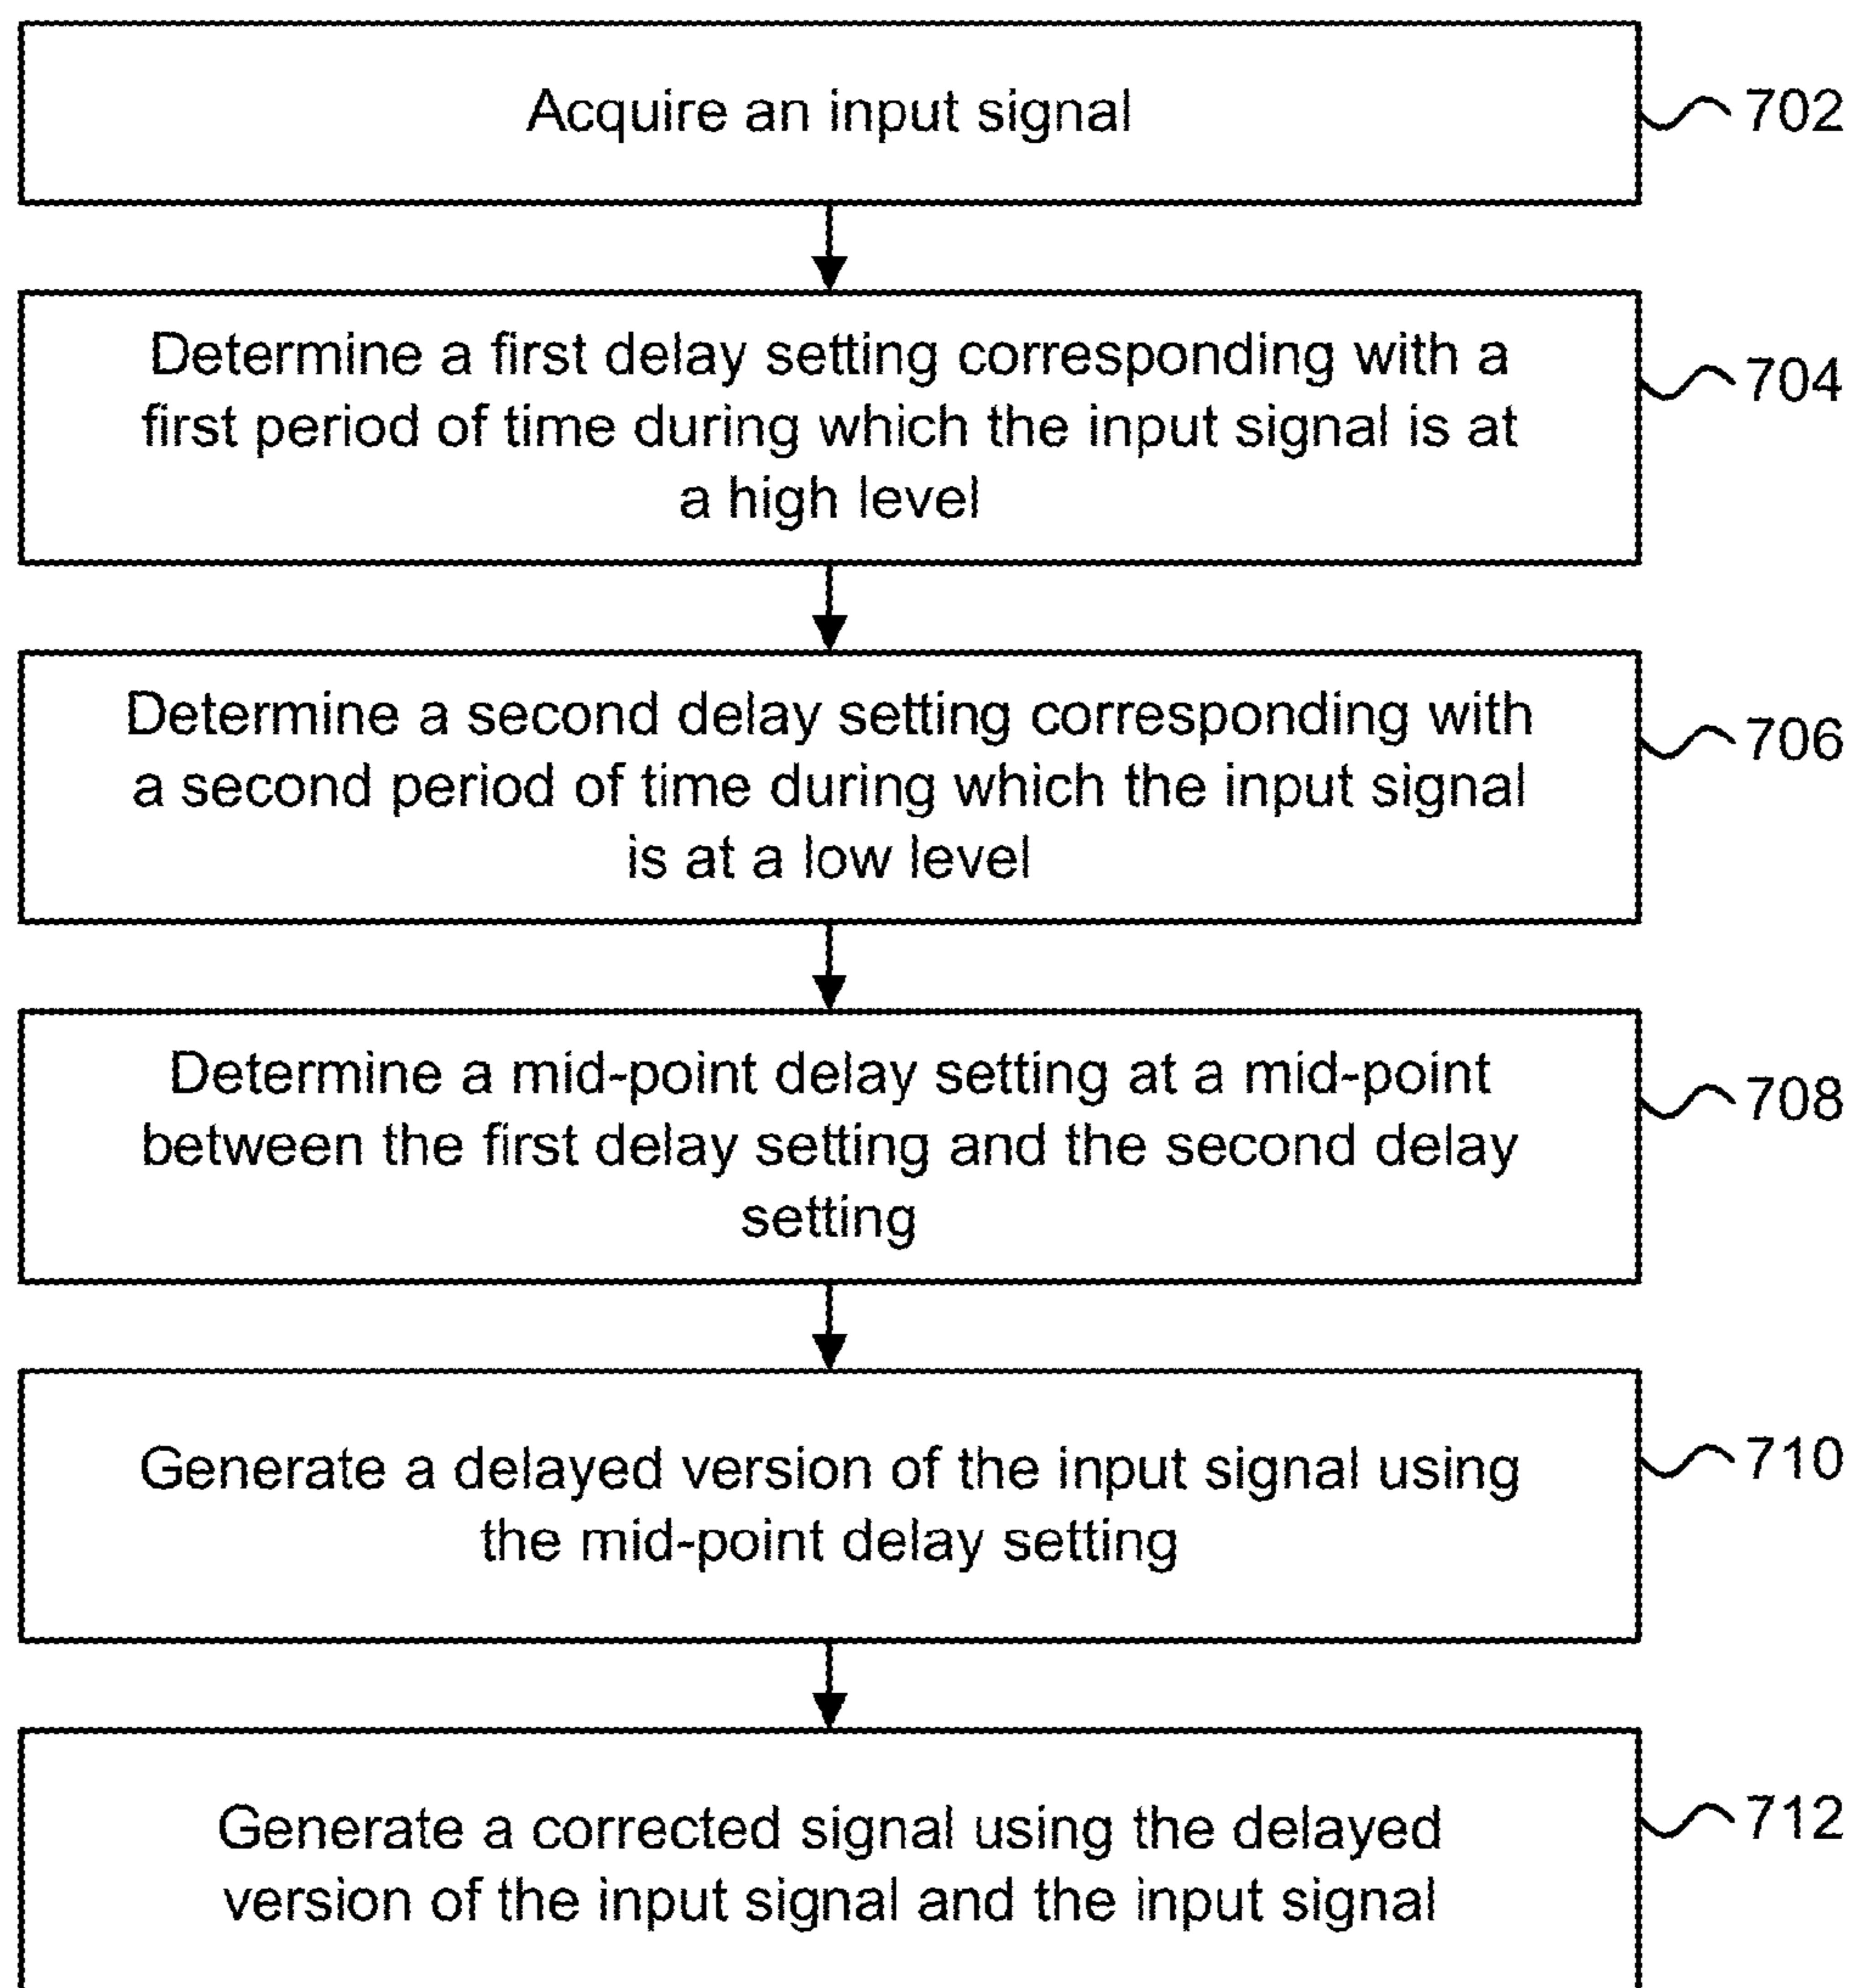 Acquire an input signal
702
Determine a first delay setting corresponding with a
first period of time during which the input signal is at
a high level
704
Determine a second delay setting corresponding with
a second period of time during which the input signal
is at a low level
706
Determine a mid-point delay setting at a mid-point
between the first delay setting and the second delay
setting
708
Generate a delayed version of the input signal using
the mid-point delay setting
710
Generate a corrected signal using the delayed
version of the input signal and the input signal
712